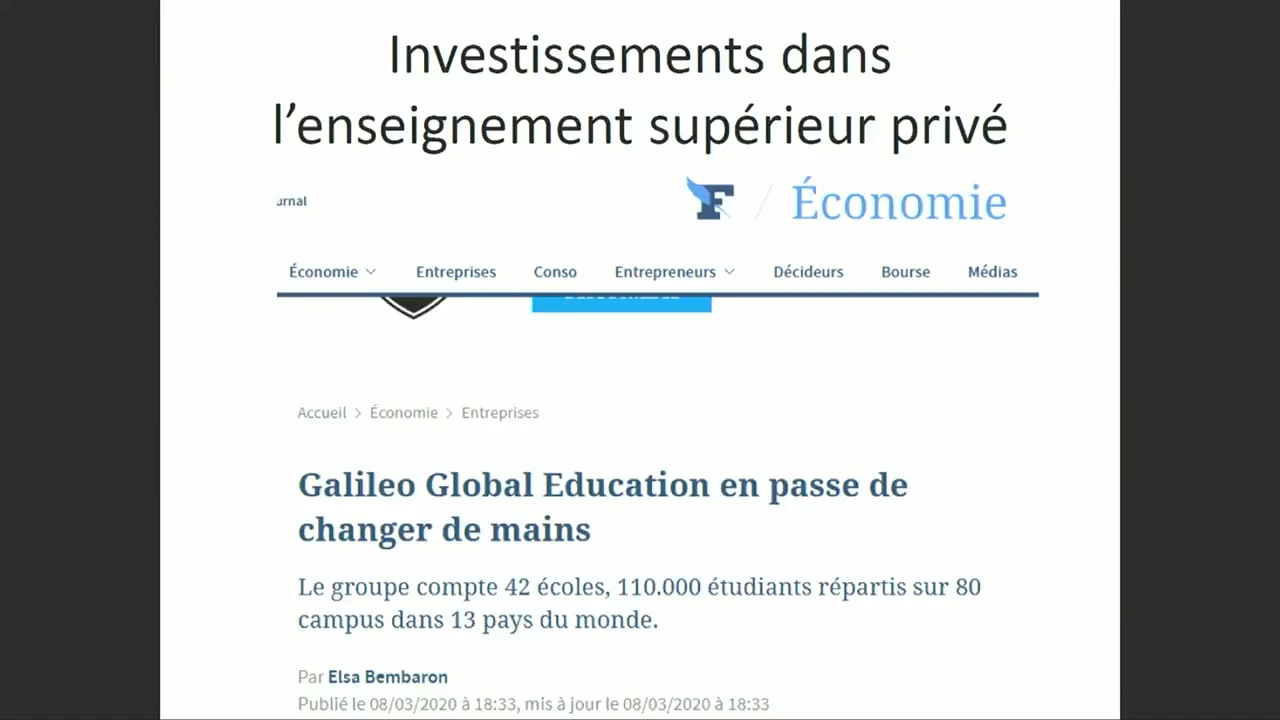 Investissements dans
l’enseignement supérieur privé
urnal
F / Économie
Économie Entreprises Conso Entrepreneurs Décideurs Bourse Médias
Accueil > Économie > Entreprises
Galileo Global Education en passe de
changer de mains
Le groupe compte 42 écoles, 110.000 étudiants répartis sur 80
campus dans 13 pays du monde.
Par Elsa Bembaron
Publié le 08/03/2020 à 18:33, mis à jour le 08/03/2020 à 18:33